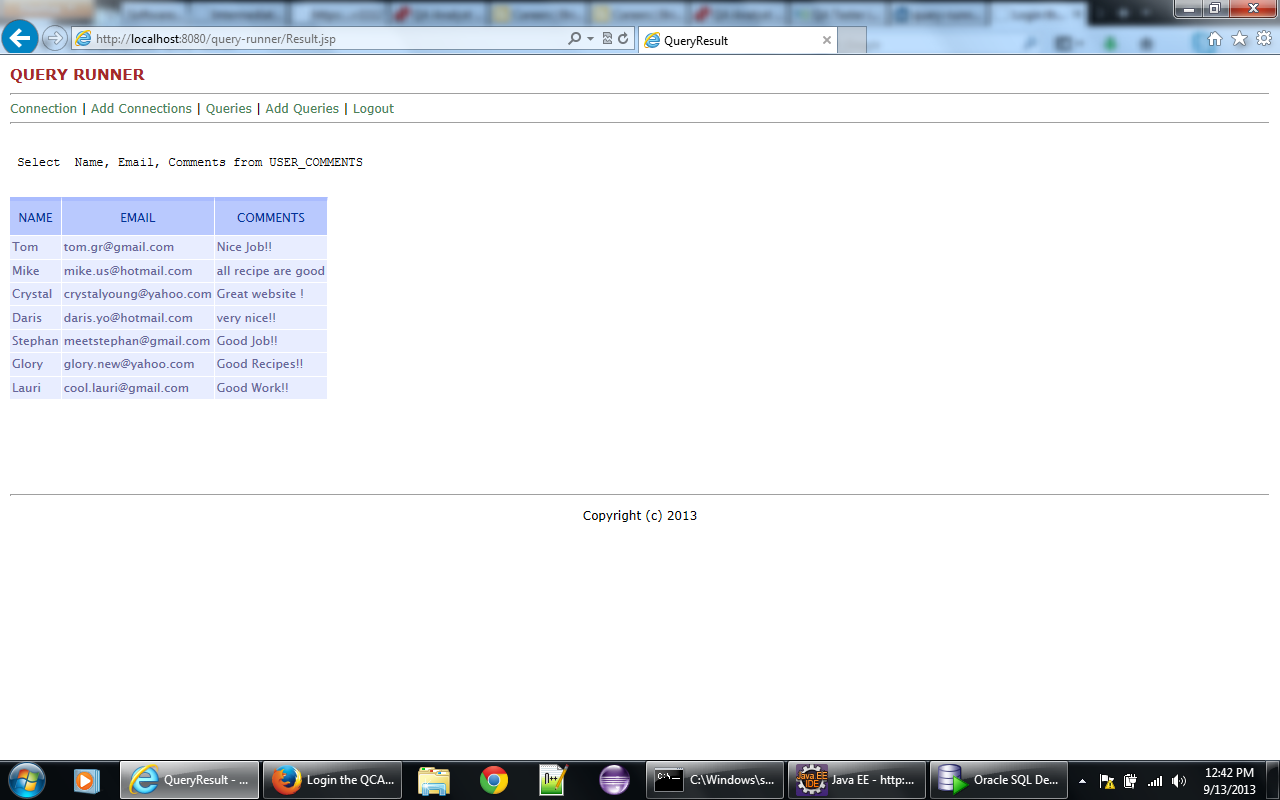 http://localhost:8080/query-runner/Result.jsp
QueryResult
QUERY RUNNER
Connection | Add Connections | Queries | Add Queries | Logout
Select  Name, Email, Comments from USER_COMMENTS
NAME EMAIL COMMENTS
Tom tom.gr@gmail.com Nice Job!!
Mike mike.us@hotmail.com all recipe are good
Crystal crystalyoung@yahoo.com Great website !
Daris daris.yo@hotmail.com very nice!!
Stephan meetstephan@gmail.com Good Job!!
Glory glory.new@yahoo.com Good Recipes!!
Lauri cool.lauri@gmail.com Good Work!!
Copyright (c) 2013
QueryResult - ... Login the QCA... C:\Windows\s... Java EE - http:... Oracle SQL De... 12:42 PM
9/13/2013